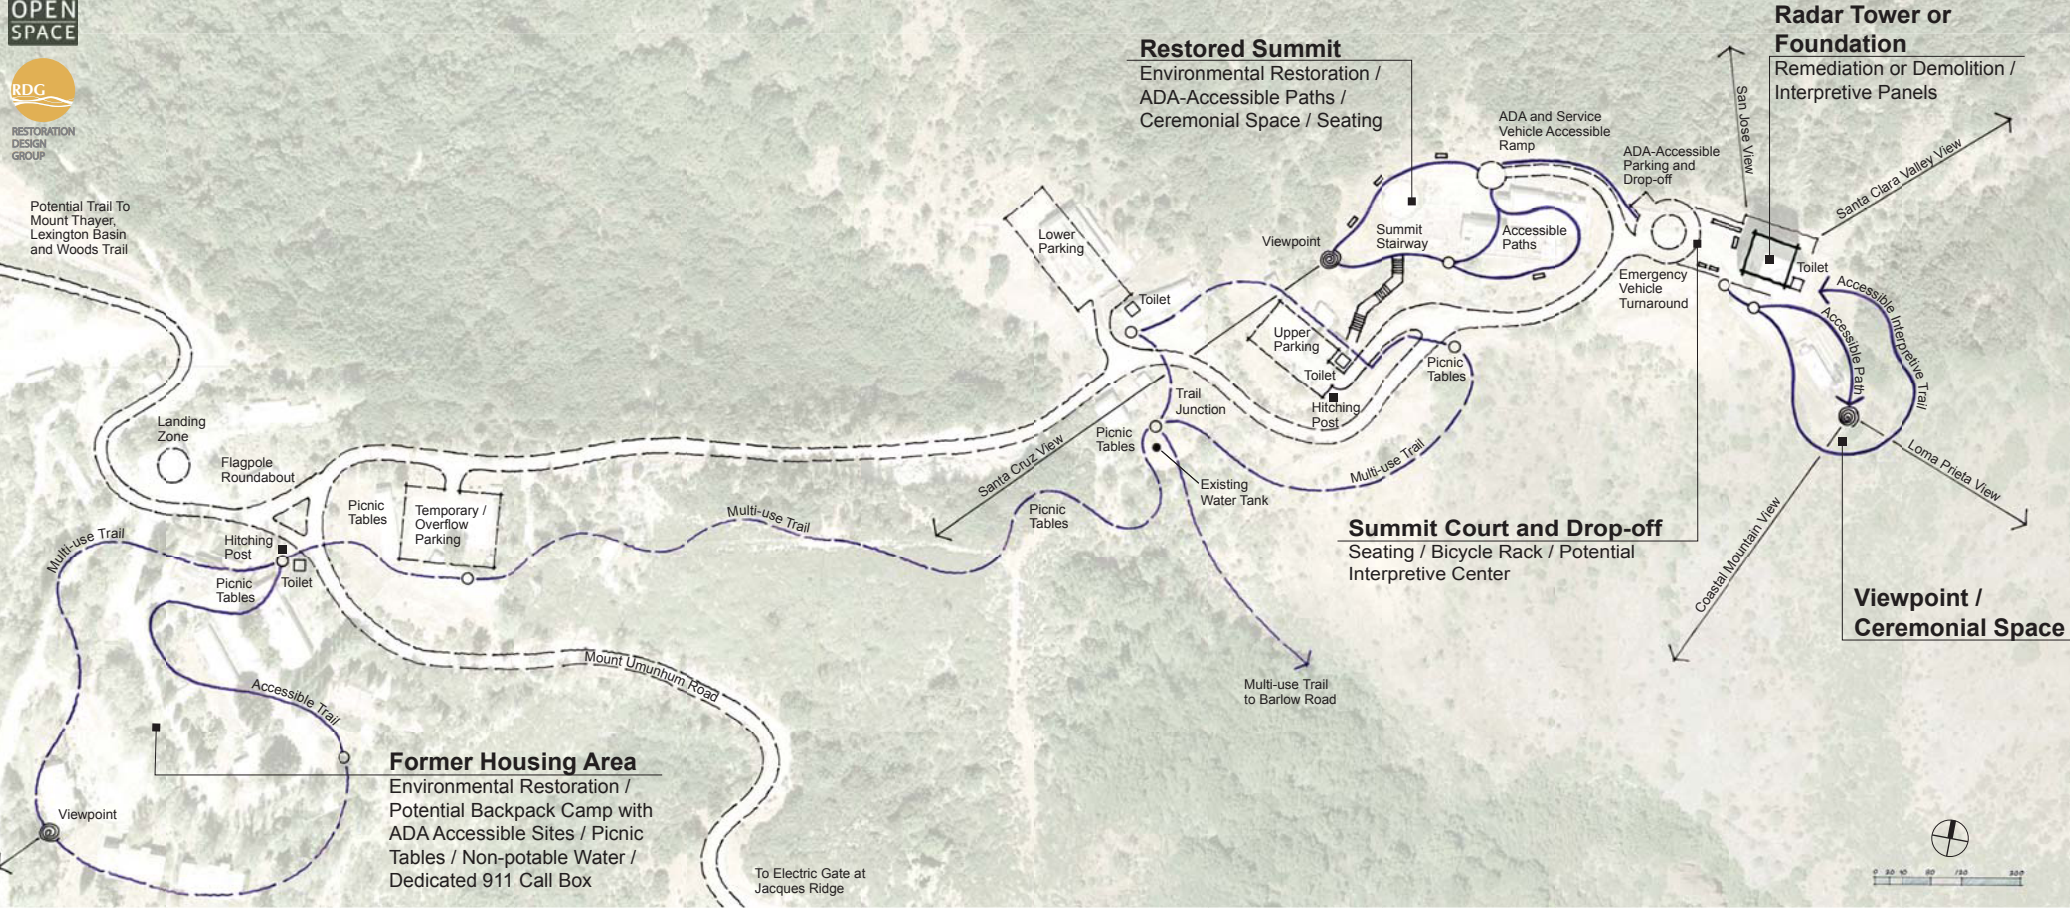 OPEN
SPACE
RDG
RESTORATION
DESIGN
GROUP
Potential Trail To
Mount Thayer,
Lexington Basin
and Woods Trail
Landing
Zone
Flagpole
Roundabout
Picnic
Tables
Temporary /
Overflow
Parking
Hitching
Post
Multi-use Trail
Picnic
Tables
Toilet
Accessible Trail
Viewpoint
Former Housing Area
Environmental Restoration /
Potential Backpack Camp with
ADA Accessible Sites / Picnic
Tables / Non-potable Water /
Dedicated 911 Call Box
Mount Umunhum Road
To Electric Gate at
Jacques Ridge
Multi-use Trail
Santa Cruz View
Picnic
Tables
Lower
Parking
Toilet
Trail
Junction
Picnic
Tables
Existing
Water Tank
Multi-use Trail
to Barlow Road
Multi-use Trail
Restored Summit
Environmental Restoration /
ADA-Accessible Paths /
Ceremonial Space / Seating
Viewpoint
Summit
Stairway
Accessible
Paths
Upper
Parking
Toilet
Hitching
Post
Picnic
Tables
ADA and Service
Vehicle Accessible
Ramp
ADA-Accessible
Parking and
Drop-off
Emergency
Vehicle
Turnaround
Radar Tower or
Foundation
Remediation or Demolition /
Interpretive Panels
San Jose View
Santa Clara Valley View
Toilet
Accessible Interpretive Trail
Accessible Path
Loma Prieta View
Coastal Mountain View
Summit Court and Drop-off
Seating / Bicycle Rack / Potential
Interpretive Center
Viewpoint /
Ceremonial Space